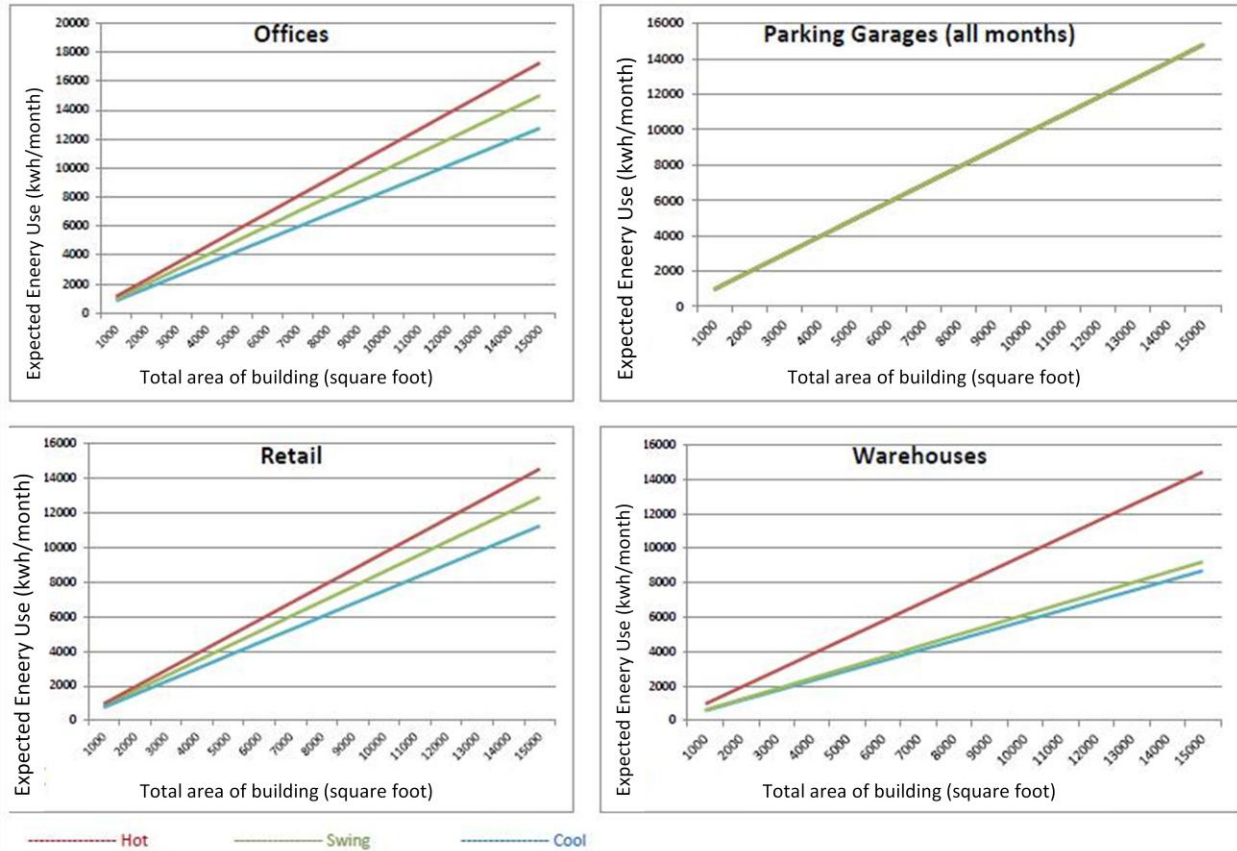 Offices
Expected Eneery Use (kwh/month)
20000
18000
16000
14000
12000
10000
8000
6000
4000
2000
0
1000 2000 3000 4000 5000 6000 7000 8000 9000 10000 11000 12000 13000 14000 15000
Total area of building (square foot)
Parking Garages (all months)
Expected Eneery Use (kwh/month)
16000
14000
12000
10000
8000
6000
4000
2000
0
1000 2000 3000 4000 5000 6000 7000 8000 9000 10000 11000 12000 13000 14000 15000
Total area of building (square foot)
Retail
Expected Eneery Use (kwh/month)
16000
14000
12000
10000
8000
6000
4000
2000
0
1000 2000 3000 4000 5000 6000 7000 8000 9000 10000 11000 12000 13000 14000 15000
Total area of building (square foot)
Warehouses
Expected Eneery Use (kwh/month)
16000
14000
12000
10000
8000
6000
4000
2000
0
1000 2000 3000 4000 5000 6000 7000 8000 9000 10000 11000 12000 13000 14000 15000
Total area of building (square foot)
Hot Swing Cool